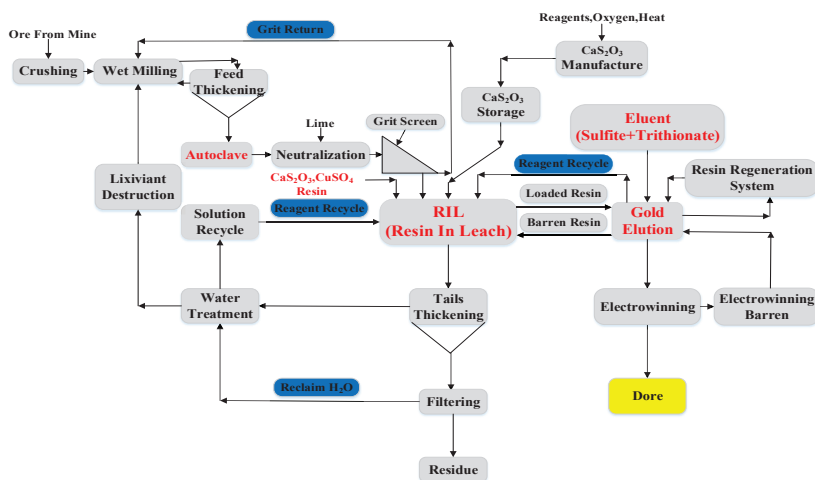 Grit Return
Reagents,Oxygen,Heat
Ore From Mine
Crushing
Wet Milling
Feed
Thickening
CaS₂O₃
Manufacture
CaS₂O₃
Storage
Eluent
(Sulfite+Trithionate)
Lime
Grit Screen
Autoclave
Neutralization
Reagent Recycle
Resin Regeneration
System
Lixiviant
Destruction
CaS₂O₃,CuSO₄
Resin
Loaded Resin
Solution
Recycle
Reagent Recycle
RIL
(Resin In Leach)
Barren Resin
Gold
Elution
Water
Treatment
Tails
Thickening
Electrowinning
Electrowinning
Barren
Reclaim H₂O
Filtering
Dore
Residue